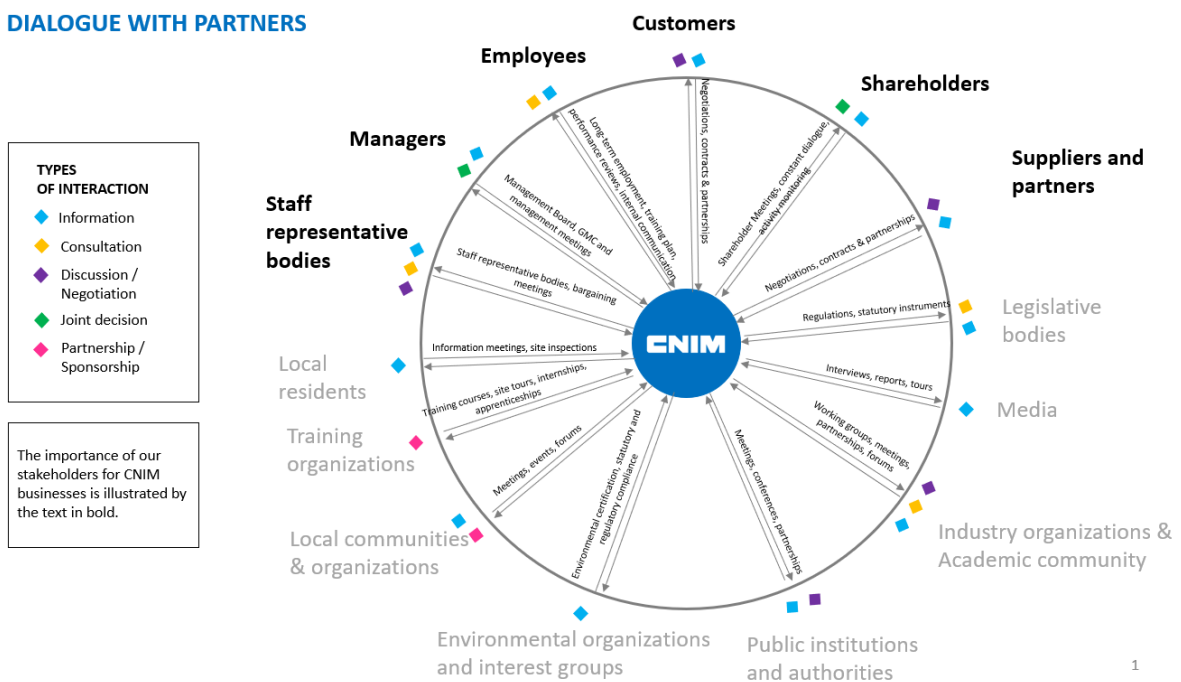 DIALOGUE WITH PARTNERS
Customers
Employees
Shareholders
Managers
Suppliers and
partners
Staff
representative
bodies
TYPES
OF INTERACTION
Information
Consultation
Discussion /
Negotiation
Joint decision
Partnership /
Sponsorship
The importance of our
stakeholders for CNIM
businesses is illustrated by
the text in bold.
Negotiations, contracts & partnerships
Long-term employment, training plan,
performance reviews, internal communication
Shareholder Meetings, constant dialogue,
activity monitoring
Management Board, GMC and
management meetings
Negotiations, contracts & partnerships
Staff representative bodies, bargaining
meetings
Regulations, statutory instruments
CNIM
Information meetings, site inspections
Interviews, reports, tours
Training courses, site tours, internships,
apprenticeships
Working groups, meetings,
partnerships, forums
Meetings, events, forums
Environmental certification, statutory and
regulatory compliance
Meetings, conferences, partnerships
Legislative
bodies
Local
residents
Media
Training
organizations
Industry organizations &
Academic community
Local communities
& organizations
Environmental organizations
and interest groups
Public institutions
and authorities
1